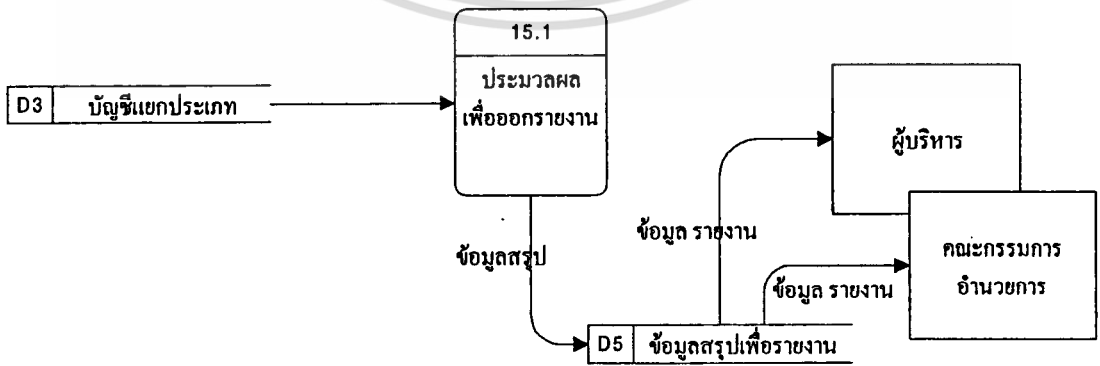 15.1
ประมวลผล
เพื่อออกรายงาน
D3 บัญชีแยกประเภท
ผู้บริหาร
ข้อมูล รายงาน
คณะกรรมการ
อำนวยการ
ข้อมูลสรุป
ข้อมูล รายงาน
D5 ข้อมูลสรุปเพื่อรายงาน